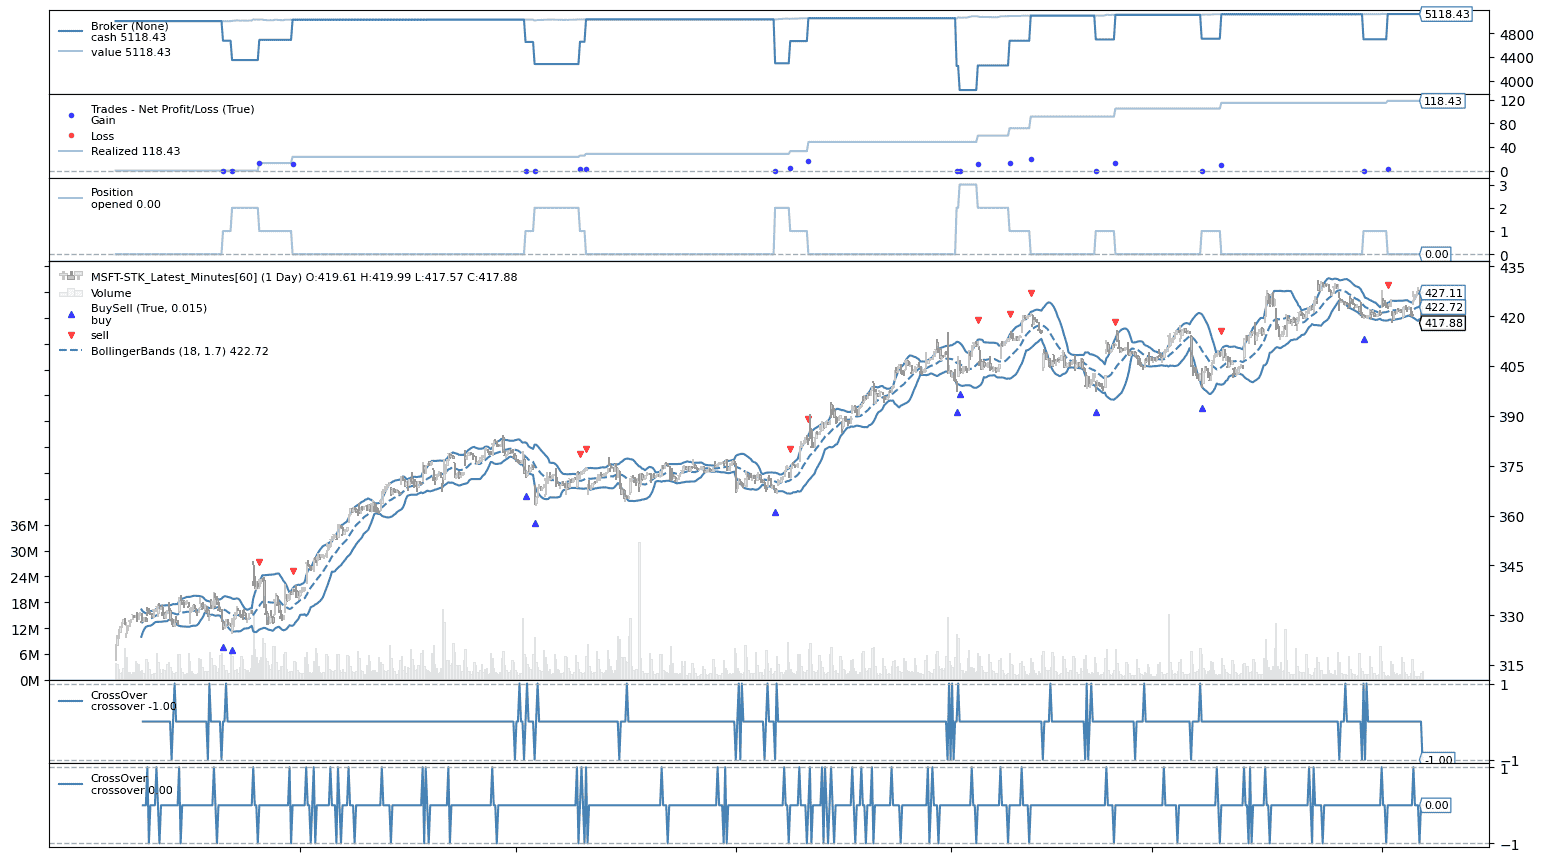 Broker (None)
cash 5118.43
value 5118.43
5118.43
4800
4400
4000
Trades - Net Profit/Loss (True)
Gain
Loss
Realized 118.43
118.43
120
80
40
0
Position
opened 0.00
3
2
1
0
0.00
MSFT-STK_Latest_Minutes[60] (1 Day) O:419.61 H:419.99 L:417.57 C:417.88
Volume
BuySell (True, 0.015)
buy
sell
BollingerBands (18, 1.7) 422.72
427.11
422.72
417.88
435
420
405
390
375
360
345
330
315
36M
30M
24M
18M
12M
6M
0M
CrossOver
crossover -1.00
1
-1.00
−1
CrossOver
crossover 0.00
1
0.00
−1